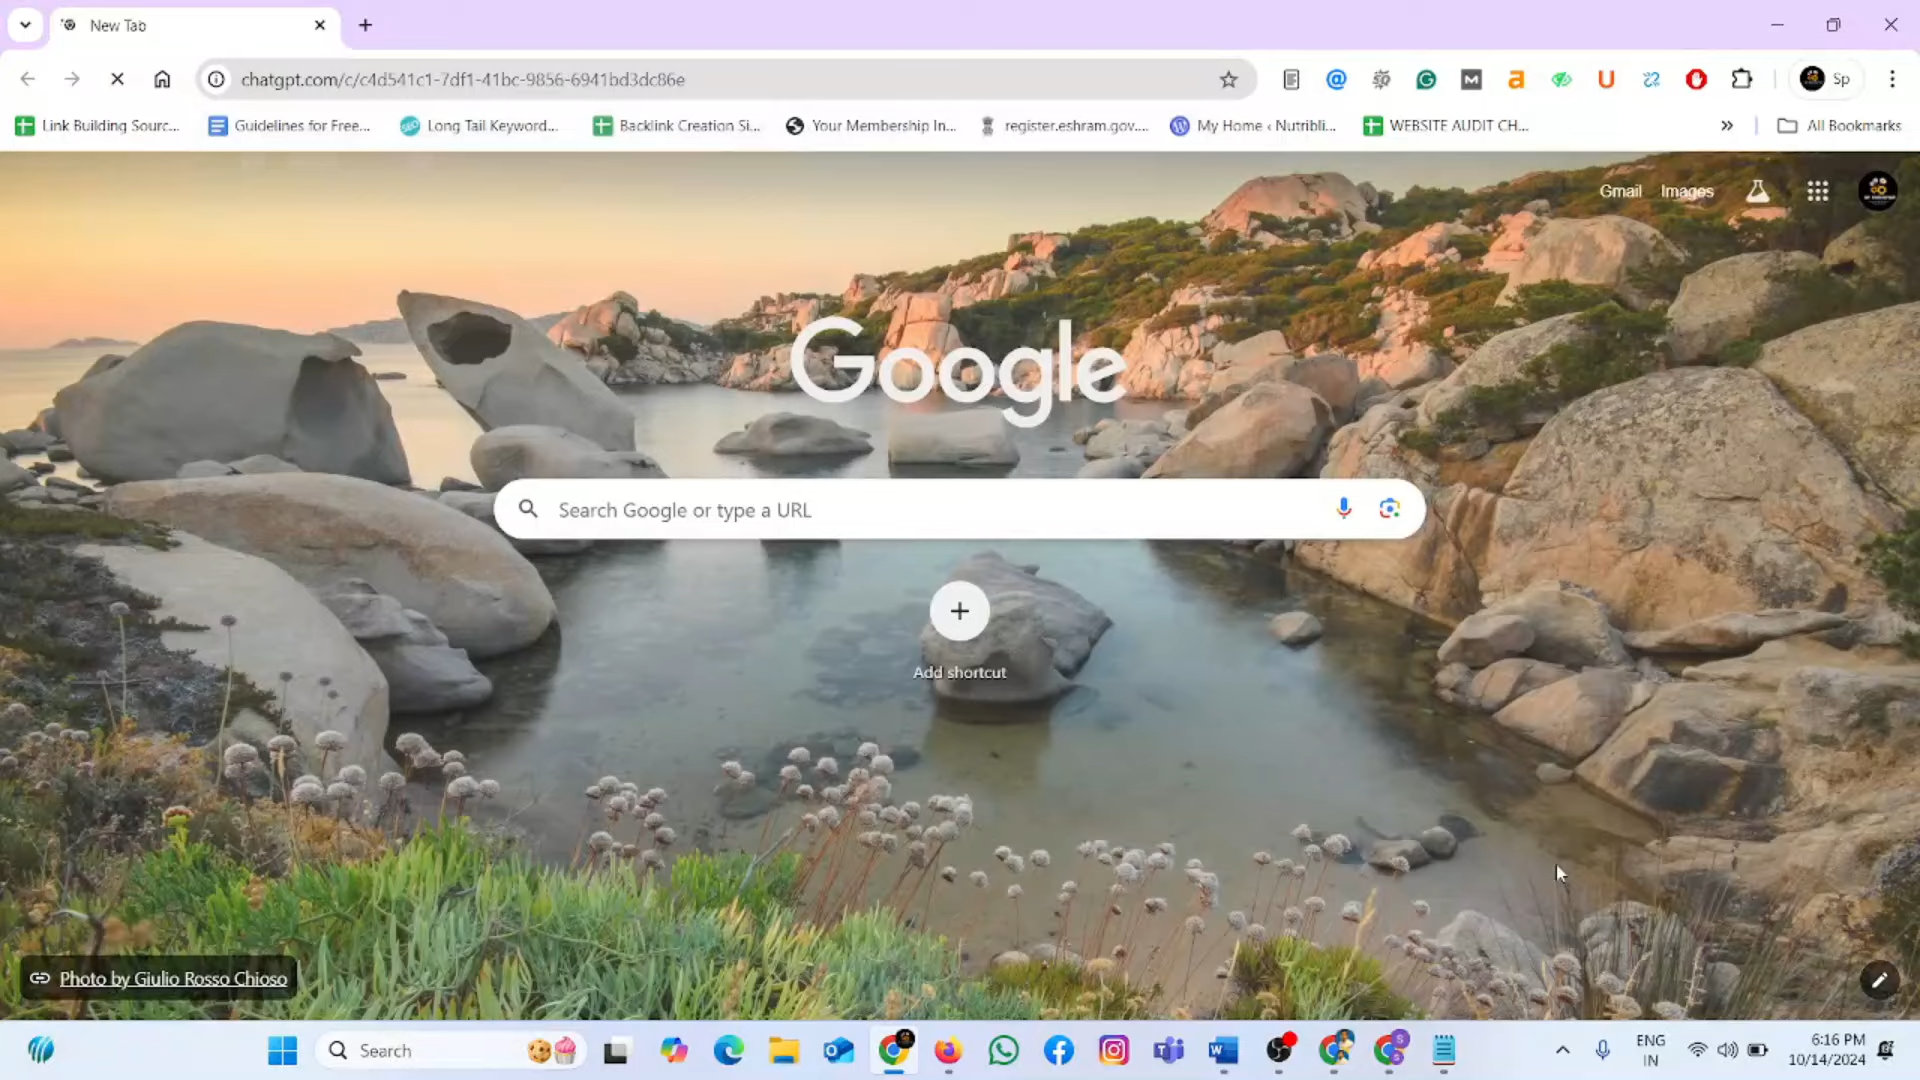 New Tab
chatgpt.com/c/c4d541c1-7df1-41bc-9856-6941bd3dc86e
Sp
Link Building Sourc...
Guidelines for Free...
Long Tail Keyword...
Backlink Creation Si...
Your Membership In...
register.eshram.gov....
My Home ‹ Nutribli...
WEBSITE AUDIT CH...
All Bookmarks
Gmail
Images
Google
Search Google or type a URL
Add shortcut
Photo by Giulio Rosso Chioso
Search
ENG
IN
6:16 PM
10/14/2024